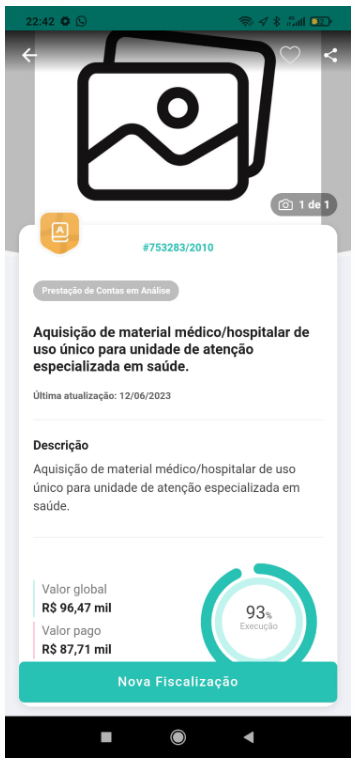 22:42
1 de 1
A
#753283/2010
Prestação de Contas em Análise
Aquisição de material médico/hospitalar de
uso único para unidade de atenção
especializada em saúde.
Última atualização: 12/06/2023
Descrição
Aquisição de material médico/hospitalar de uso
único para unidade de atenção especializada em
saúde.
Valor global
R$ 96,47 mil
Valor pago
R$ 87,71 mil
93%
Execução
Nova Fiscalização